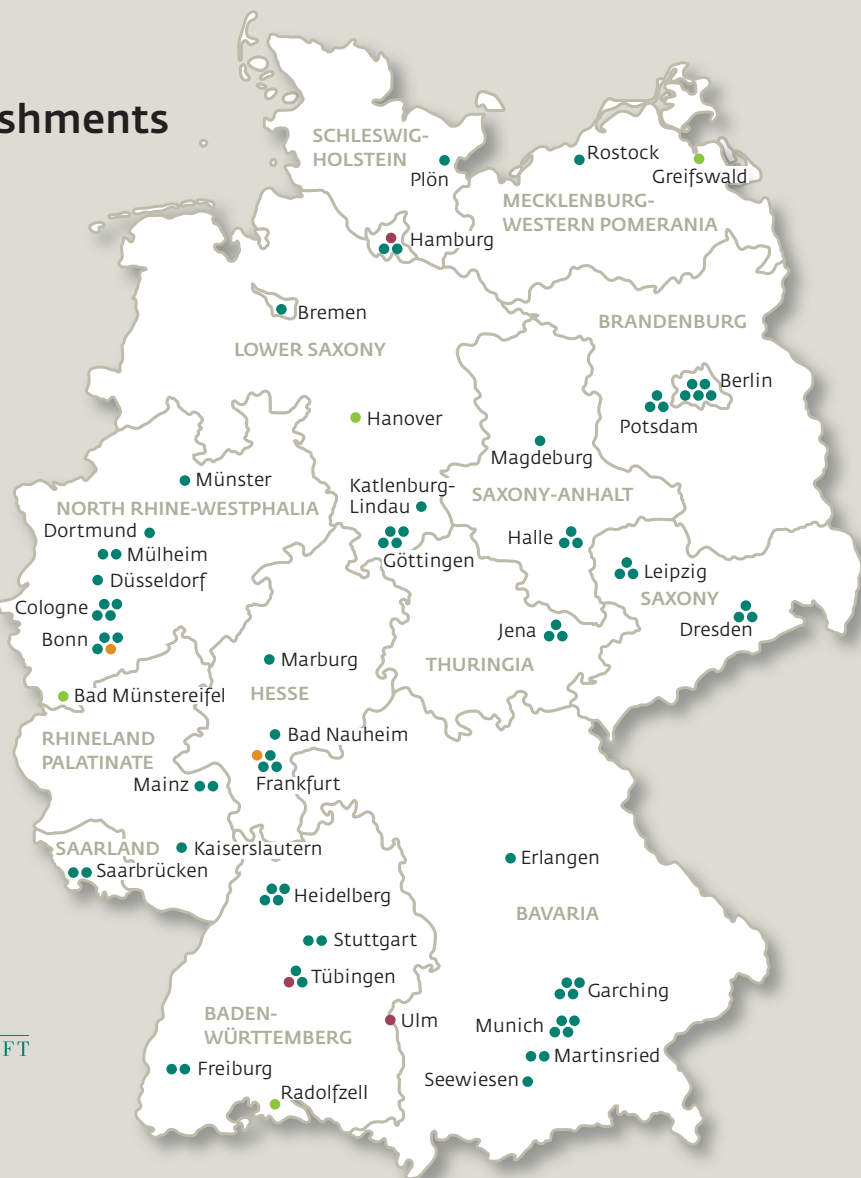 shments
SCHLESWIG-
HOLSTEIN
Plön
Rostock
Greifswald
MECKLENBURG-
WESTERN POMERANIA
Hamburg
Bremen
LOWER SAXONY
BRANDENBURG
Berlin
Potsdam
Hanover
Magdeburg
Münster
Katlenburg-
Lindau
SAXONY-ANHALT
NORTH RHINE-WESTPHALIA
Dortmund
Mülheim
Göttingen
Halle
Düsseldorf
Leipzig
SAXONY
Cologne
Dresden
Bonn
Jena
Marburg
THURINGIA
HESSE
Bad Münstereifel
Bad Nauheim
RHINELAND
PALATINATE
Mainz
Frankfurt
SAARLAND
Kaiserslautern
Saarbrücken
Erlangen
Heidelberg
BAVARIA
Stuttgart
Tübingen
Garching
BADEN-
WÜRTTEMBERG
Ulm
Munich
FT
Martinsried
Freiburg
Seewiesen
Radolfzell